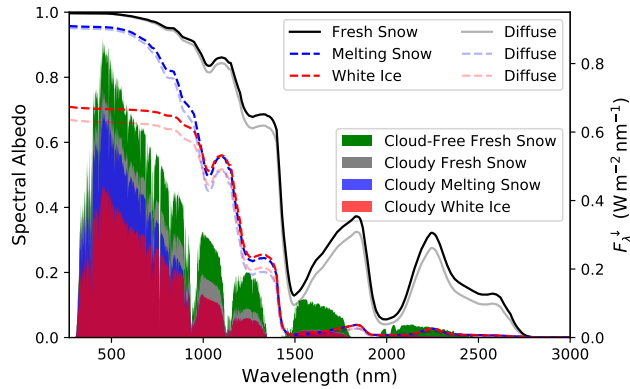 Fresh Snow
Diffuse
Melting Snow
Diffuse
White Ice
Diffuse
Cloud-Free Fresh Snow
Cloudy Fresh Snow
Cloudy Melting Snow
Cloudy White Ice
1.0
0.8
0.6
0.4
0.2
0.0
Spectral Albedo
0.8
0.6
0.4
0.2
0.0
F_λ^↓ (W m⁻² nm⁻¹)
500 1000 1500 2000 2500 3000
Wavelength (nm)